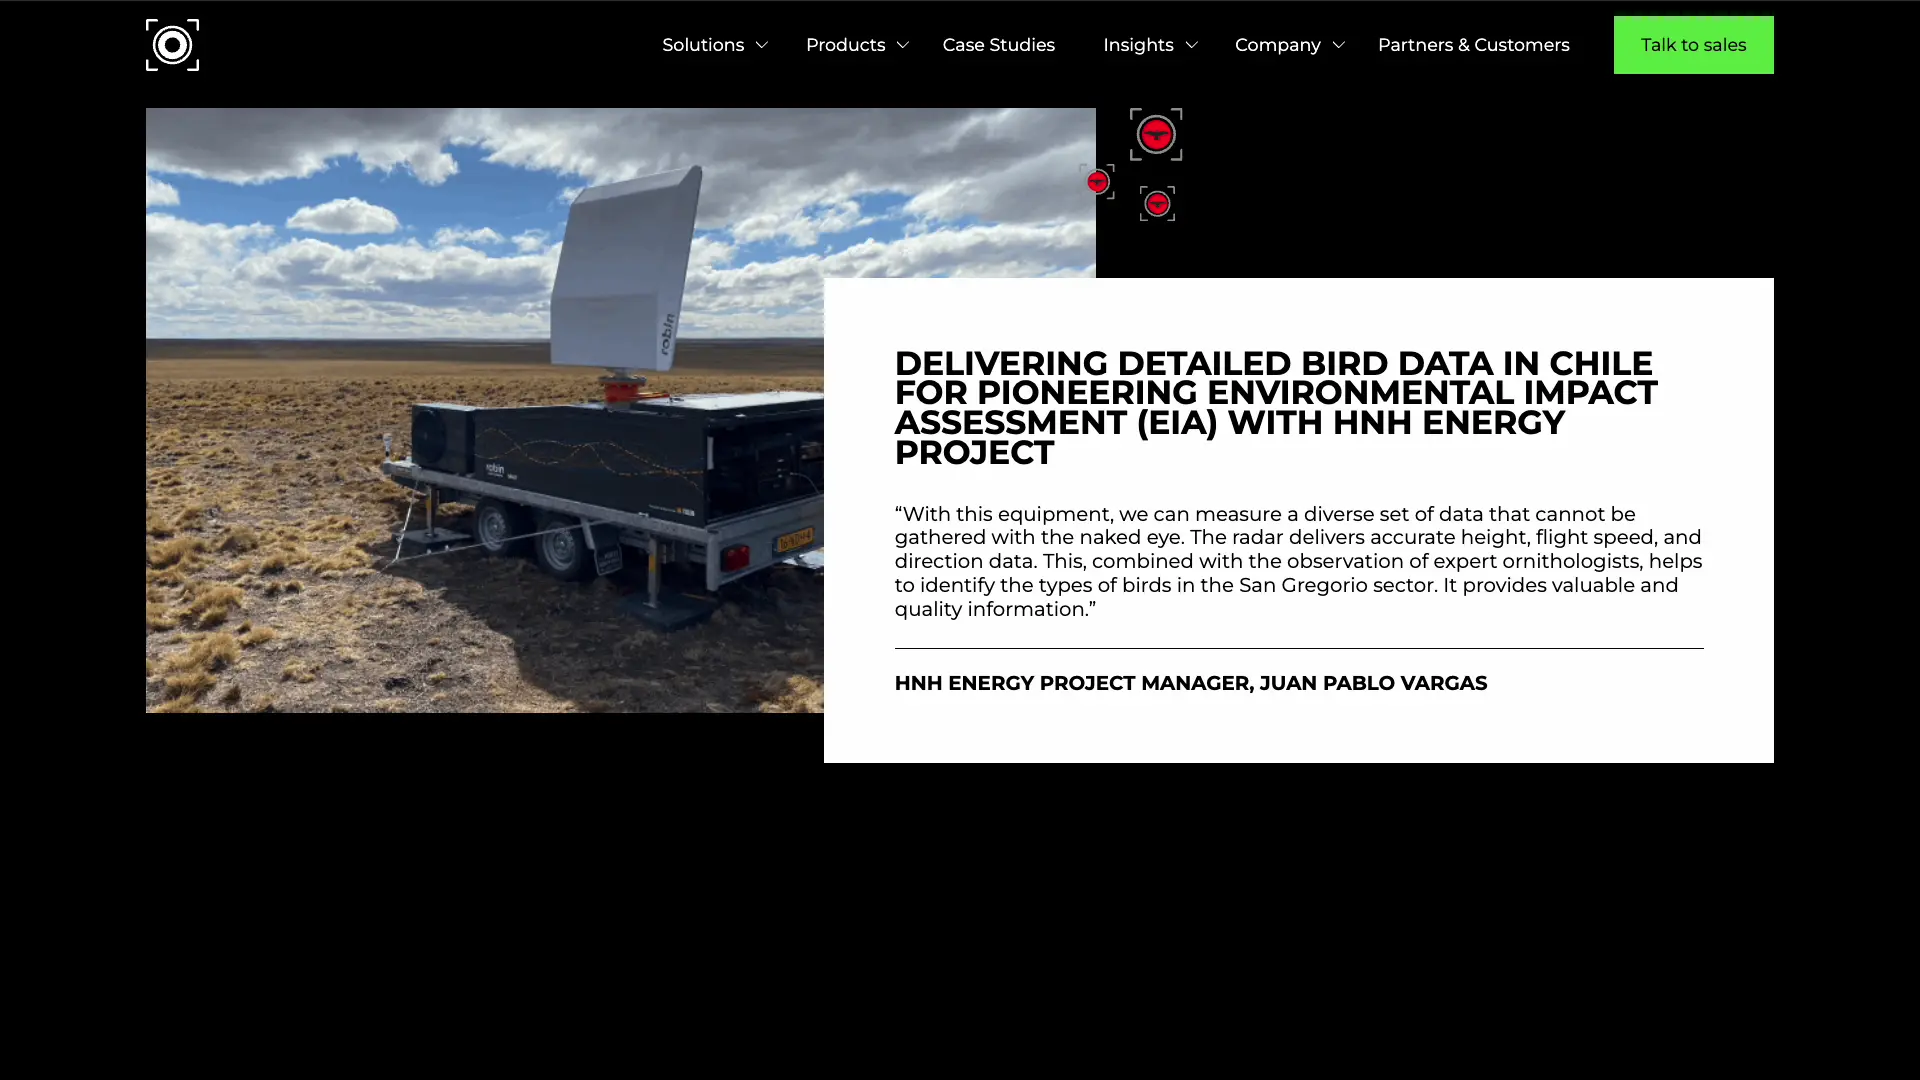 Solutions
Products
Case Studies
Insights
Company
Partners & Customers
Talk to sales
robin
robin
DELIVERING DETAILED BIRD DATA IN CHILE
FOR PIONEERING ENVIRONMENTAL IMPACT
ASSESSMENT (EIA) WITH HNH ENERGY
PROJECT
“With this equipment, we can measure a diverse set of data that cannot be
gathered with the naked eye. The radar delivers accurate height, flight speed, and
direction data. This, combined with the observation of expert ornithologists, helps
to identify the types of birds in the San Gregorio sector. It provides valuable and
quality information.”
HNH ENERGY PROJECT MANAGER, JUAN PABLO VARGAS